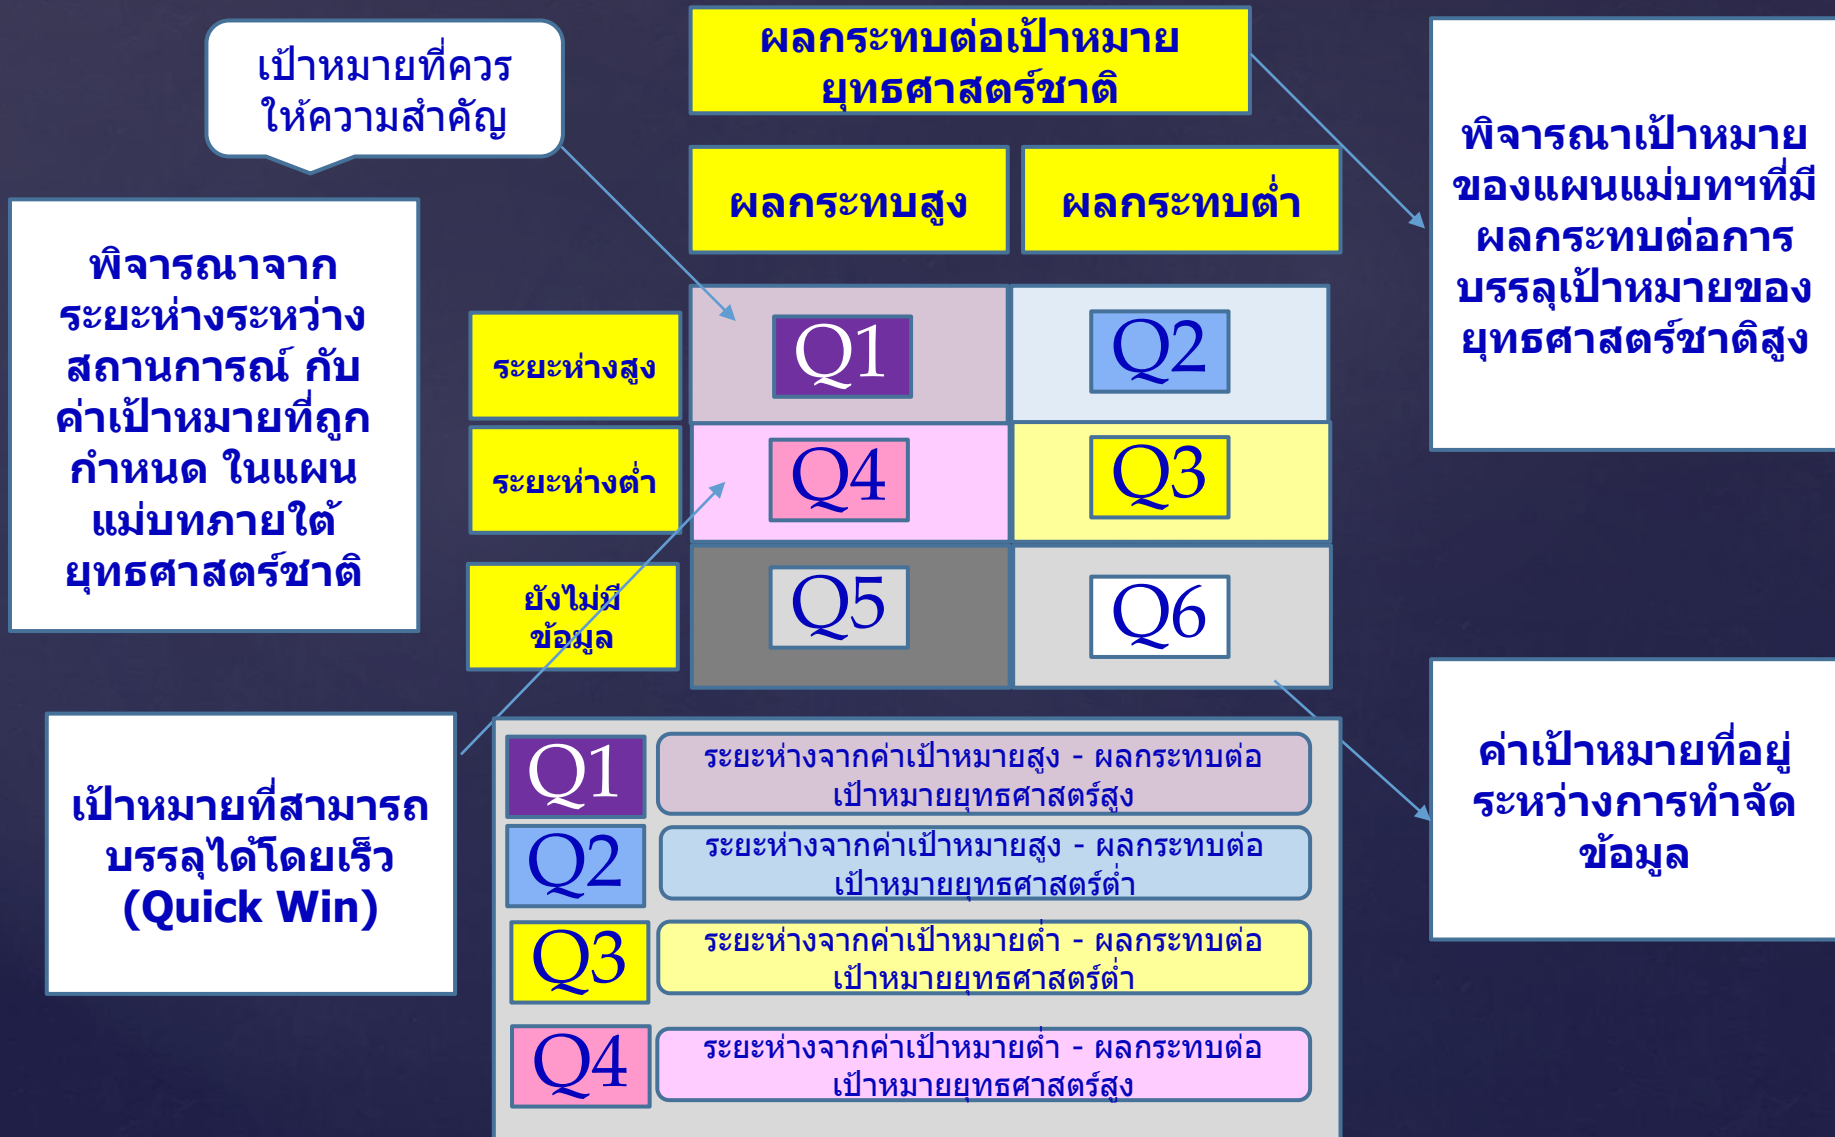 เป้าหมายที่ควร
ให้ความสำคัญ
ผลกระทบต่อเป้าหมาย
ยุทธศาสตร์ชาติ
ผลกระทบสูง
ผลกระทบต่ำ
พิจารณาเป้าหมาย
ของแผนแม่บทฯที่มี
ผลกระทบต่อการ
บรรลุเป้าหมายของ
ยุทธศาสตร์ชาติสูง
พิจารณาจาก
ระยะห่างระหว่าง
สถานการณ์ กับ
ค่าเป้าหมายที่ถูก
กำหนด ในแผน
แม่บทภายใต้
ยุทธศาสตร์ชาติ
ระยะห่างสูง
Q1
Q2
ระยะห่างต่ำ
Q4
Q3
ยังไม่มี
ข้อมูล
Q5
Q6
เป้าหมายที่สามารถ
บรรลุได้โดยเร็ว
(Quick Win)
ค่าเป้าหมายที่อยู่
ระหว่างการทำจัด
ข้อมูล
Q1
ระยะห่างจากค่าเป้าหมายสูง - ผลกระทบต่อ
เป้าหมายยุทธศาสตร์สูง
Q2
ระยะห่างจากค่าเป้าหมายสูง - ผลกระทบต่อ
เป้าหมายยุทธศาสตร์ต่ำ
Q3
ระยะห่างจากค่าเป้าหมายต่ำ - ผลกระทบต่อ
เป้าหมายยุทธศาสตร์ต่ำ
Q4
ระยะห่างจากค่าเป้าหมายต่ำ - ผลกระทบต่อ
เป้าหมายยุทธศาสตร์สูง